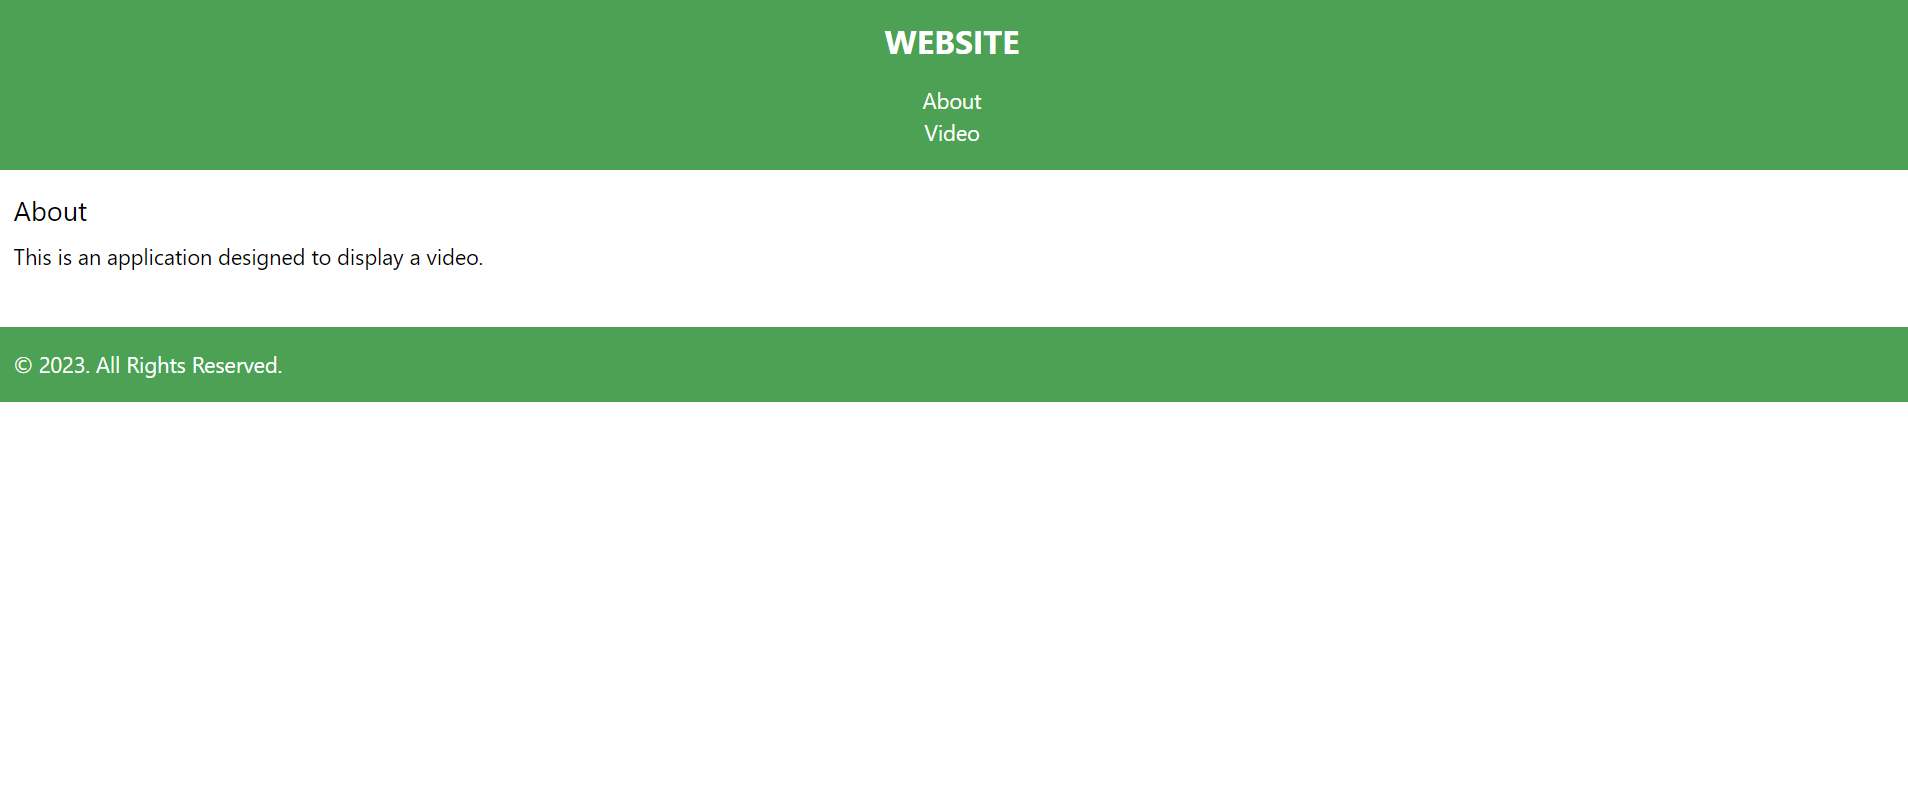 WEBSITE
About
Video
About
This is an application designed to display a video.
© 2023. All Rights Reserved.